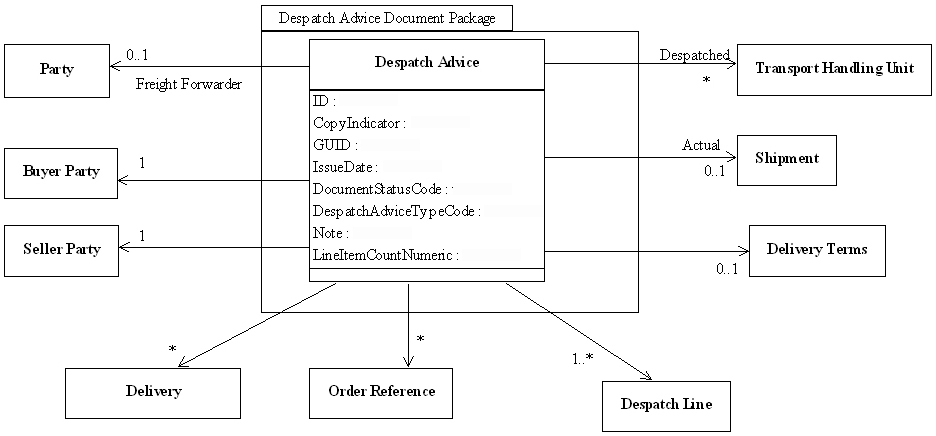 Despatch Advice Document Package
Party
0..1
Freight Forwarder
Despatch Advice
Despatched
*
Transport Handling Unit
ID :
CopyIndicator :
GUID :
IssueDate :
DocumentStatusCode :
DespatchAdviceTypeCode :
Note :
LineItemCountNumeric :
Buyer Party
1
Actual
0..1
Shipment
Seller Party
1
0..1
Delivery Terms
*
Delivery
*
Order Reference
1..*
Despatch Line